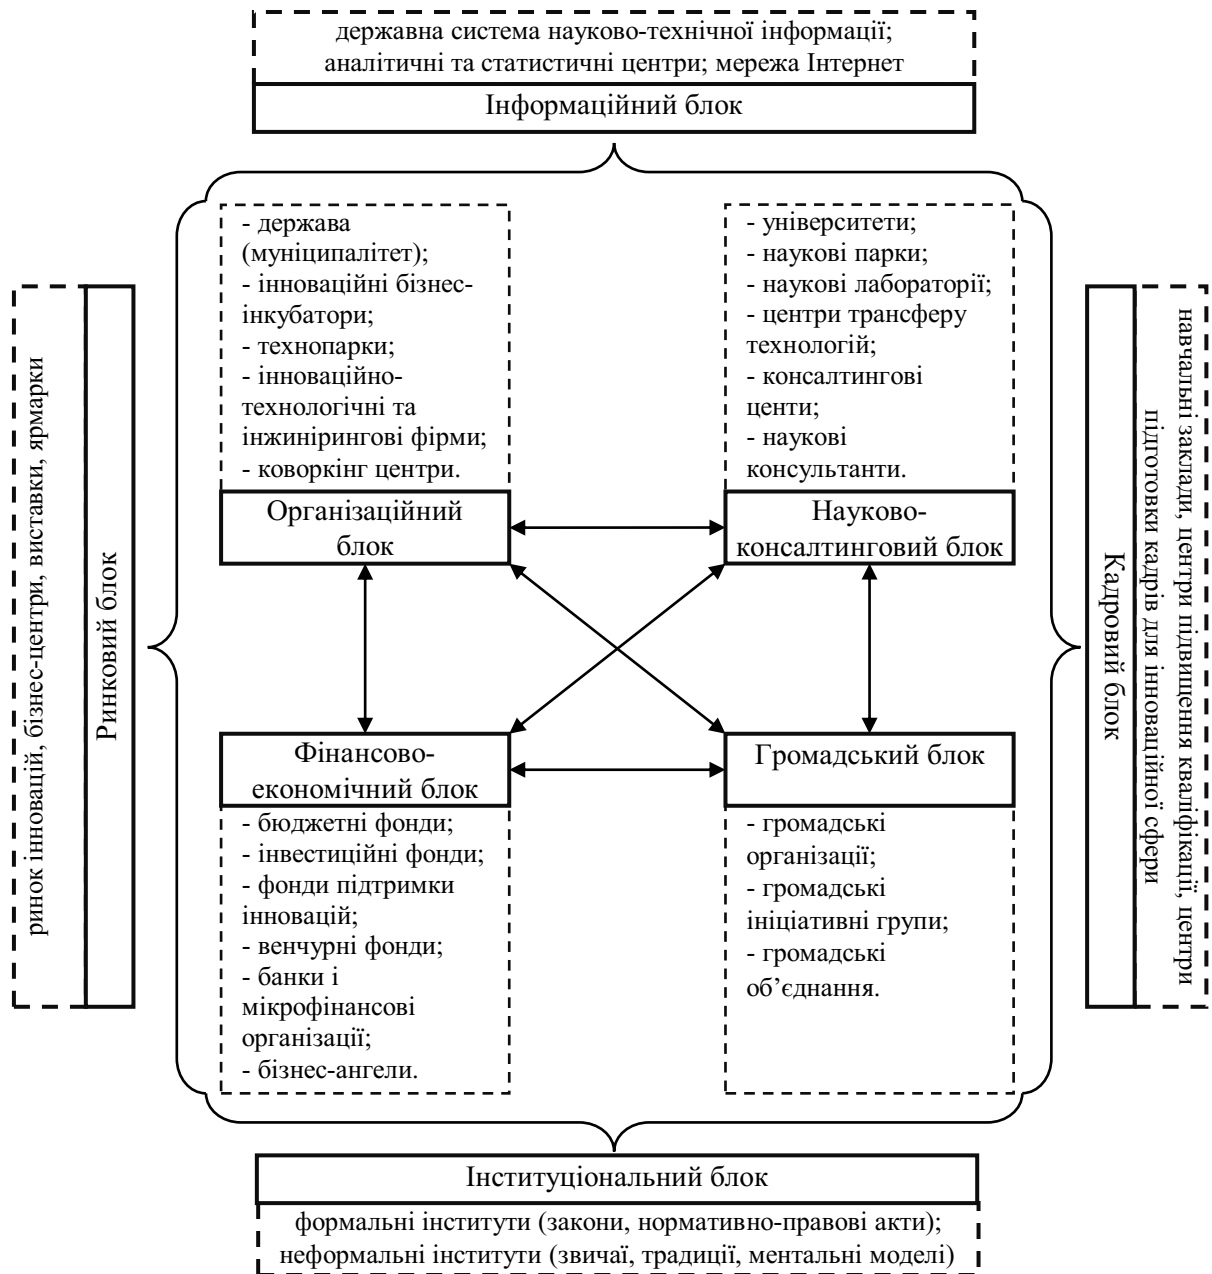 державна система науково-технічної інформації;
аналітичні та статистичні центри; мережа Інтернет
Інформаційний блок
- держава
(муніципалітет);
- інноваційні бізнес-
інкубатори;
- технопарки;
- інноваційно-
технологічні та
інжинірингові фірми;
- коворкінг центри.
Організаційний
блок
- університети;
- наукові парки;
- наукові лабораторії;
- центри трансферу
технологій;
- консалтингові
центи;
- наукові
консультанти.
Науково-
консалтинговий блок
ринок інновацій, бізнес-центри, виставки, ярмарки
Ринковий блок
Кадровий блок
навчальні заклади, центри підвищення кваліфікації, центри
підготовки кадрів для інноваційної сфери
Фінансово-
економічний блок
- бюджетні фонди;
- інвестиційні фонди;
- фонди підтримки
інновацій;
- венчурні фонди;
- банки і
мікрофінансові
організації;
- бізнес-ангели.
Громадський блок
- громадські
організації;
- громадські
ініціативні групи;
- громадські
об’єднання.
Інституціональний блок
формальні інститути (закони, нормативно-правові акти);
неформальні інститути (звичаї, традиції, ментальні моделі)